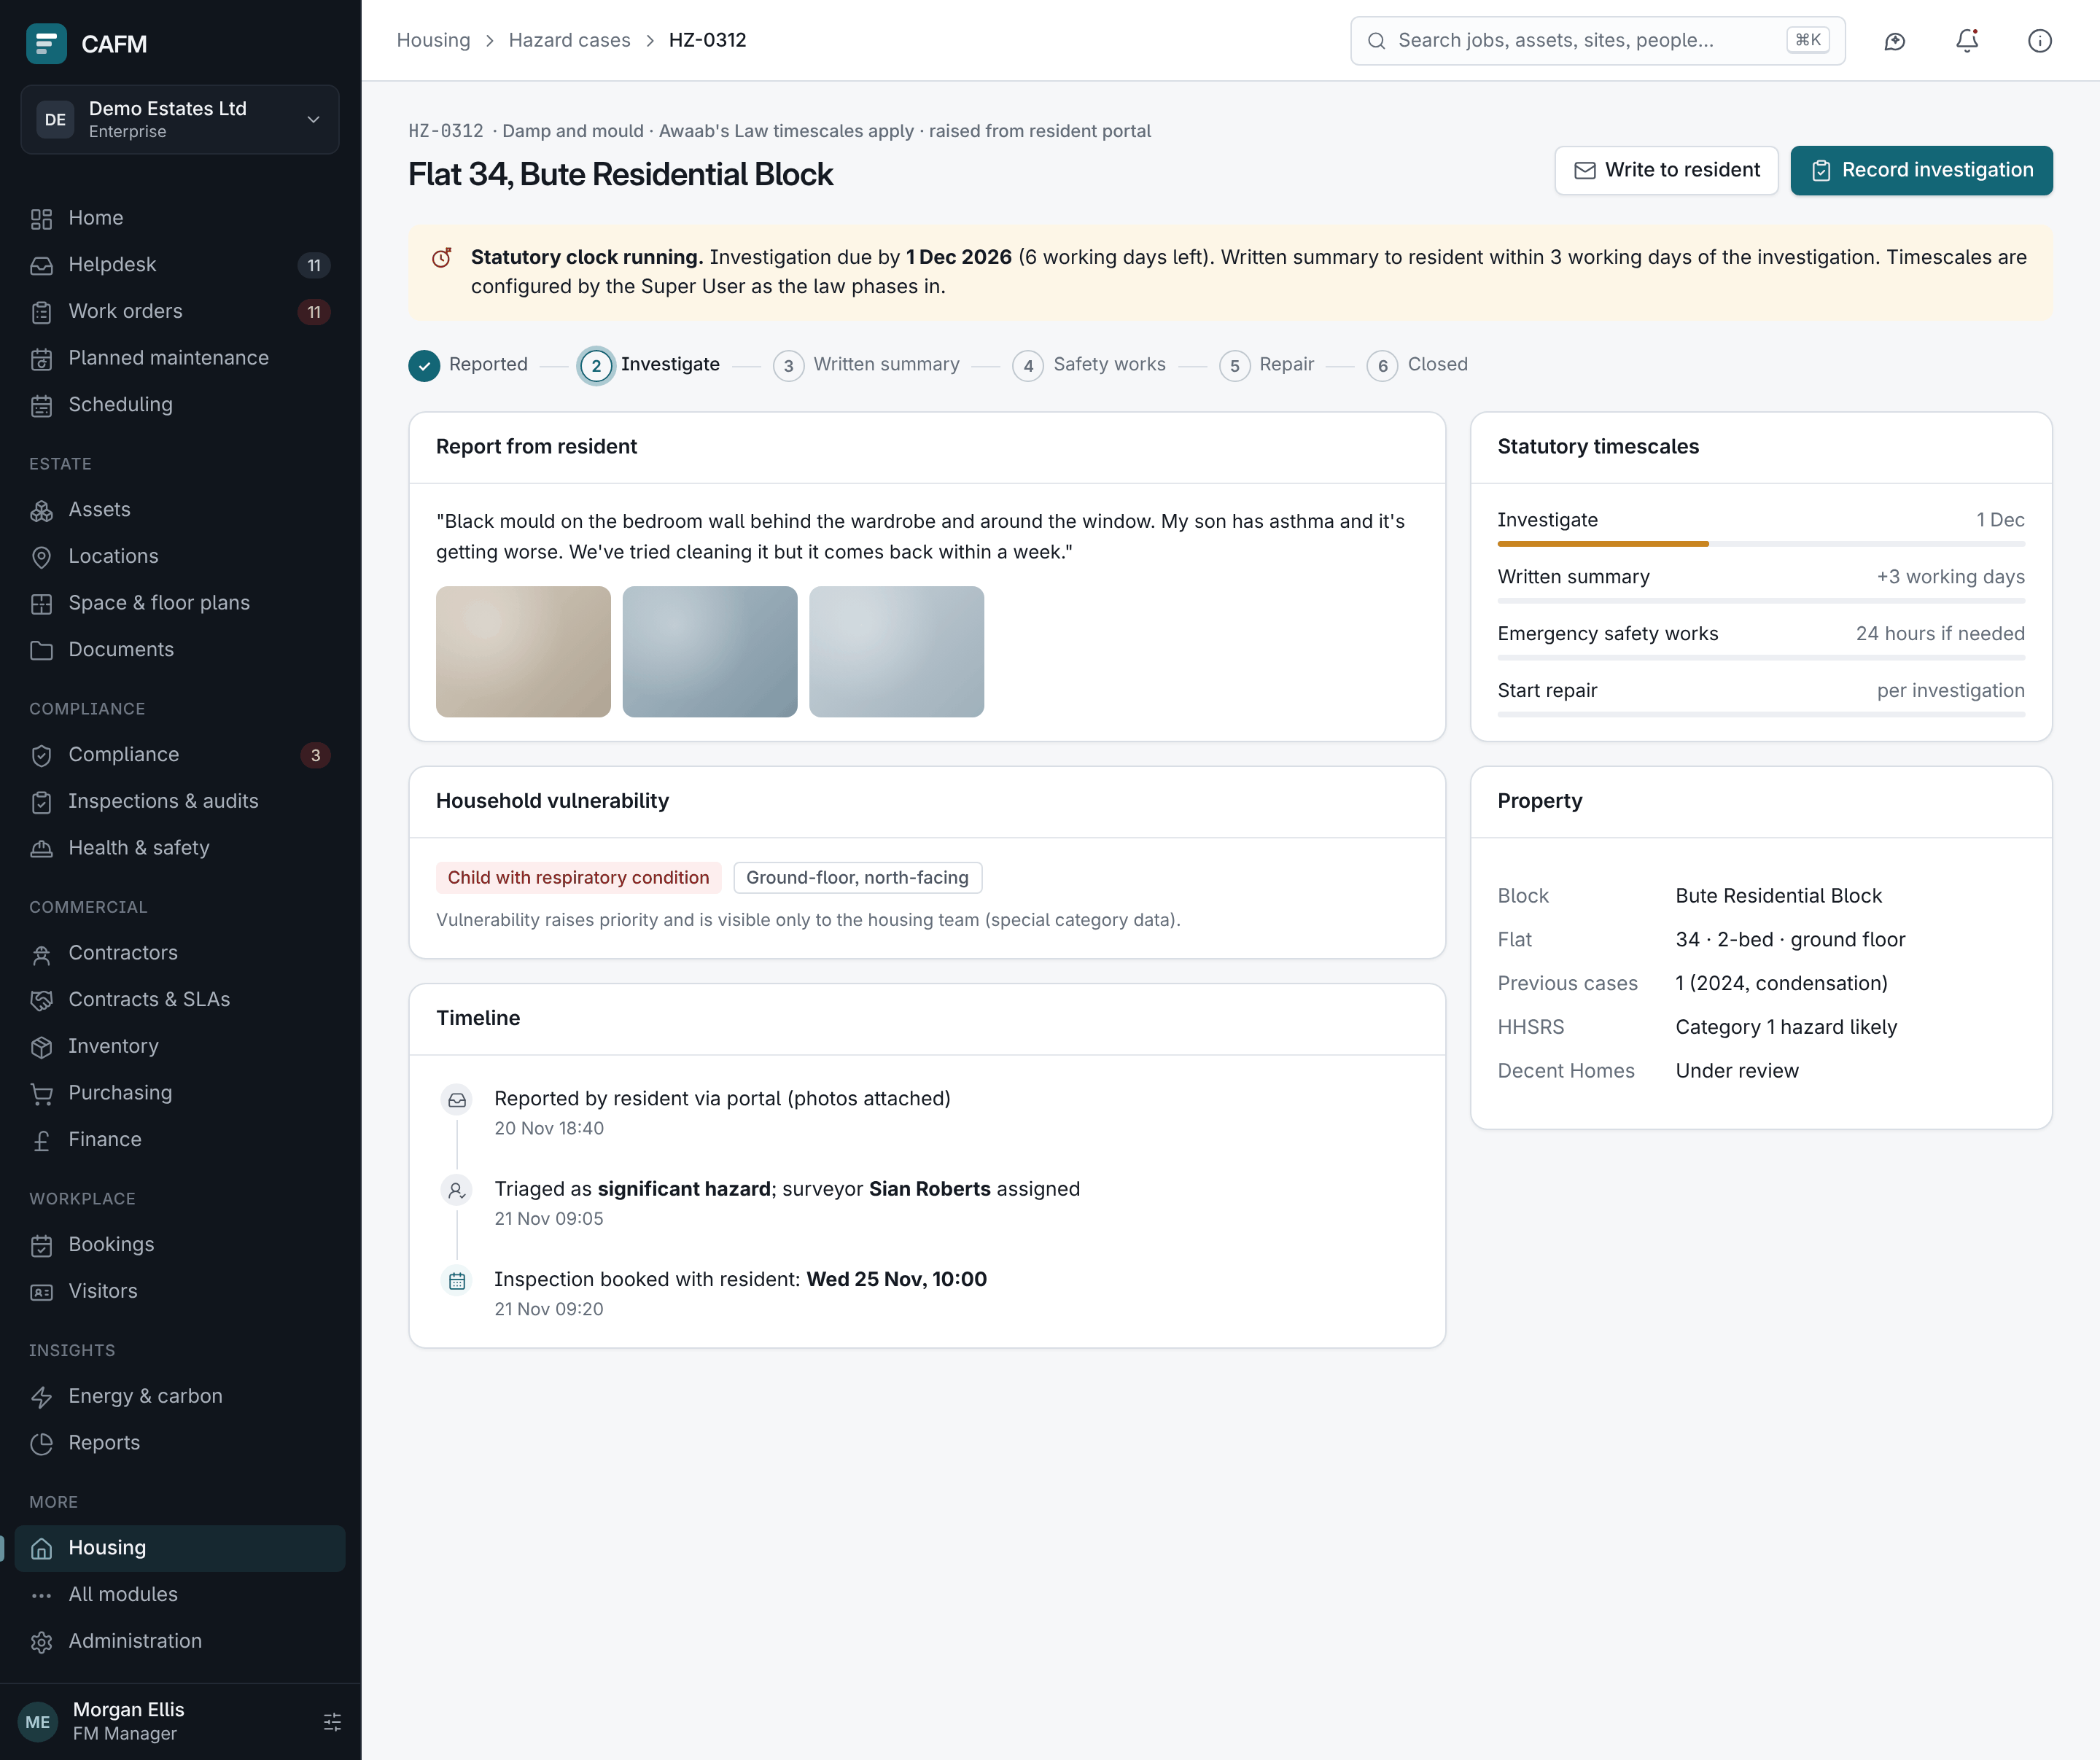 CAFM
DE
Demo Estates Ltd
Enterprise
Home
Helpdesk
11
Work orders
11
Planned maintenance
Scheduling
ESTATE
Assets
Locations
Space & floor plans
Documents
COMPLIANCE
Compliance
3
Inspections & audits
Health & safety
COMMERCIAL
Contractors
Contracts & SLAs
Inventory
Purchasing
Finance
WORKPLACE
Bookings
Visitors
INSIGHTS
Energy & carbon
Reports
MORE
Housing
All modules
Administration
ME
Morgan Ellis
FM Manager
Housing > Hazard cases > HZ-0312
Search jobs, assets, sites, people...
⌘K
HZ-0312 · Damp and mould · Awaab's Law timescales apply · raised from resident portal
Flat 34, Bute Residential Block
Write to resident
Record investigation
Statutory clock running. Investigation due by 1 Dec 2026 (6 working days left). Written summary to resident within 3 working days of the investigation. Timescales are
configured by the Super User as the law phases in.
Reported
2 Investigate
3 Written summary
4 Safety works
5 Repair
6 Closed
Report from resident
"Black mould on the bedroom wall behind the wardrobe and around the window. My son has asthma and it's
getting worse. We've tried cleaning it but it comes back within a week."
Statutory timescales
Investigate 1 Dec
Written summary +3 working days
Emergency safety works 24 hours if needed
Start repair per investigation
Household vulnerability
Child with respiratory condition
Ground-floor, north-facing
Vulnerability raises priority and is visible only to the housing team (special category data).
Property
Block Bute Residential Block
Flat 34 · 2-bed · ground floor
Previous cases 1 (2024, condensation)
HHSRS Category 1 hazard likely
Decent Homes Under review
Timeline
Reported by resident via portal (photos attached)
20 Nov 18:40
Triaged as significant hazard; surveyor Sian Roberts assigned
21 Nov 09:05
Inspection booked with resident: Wed 25 Nov, 10:00
21 Nov 09:20